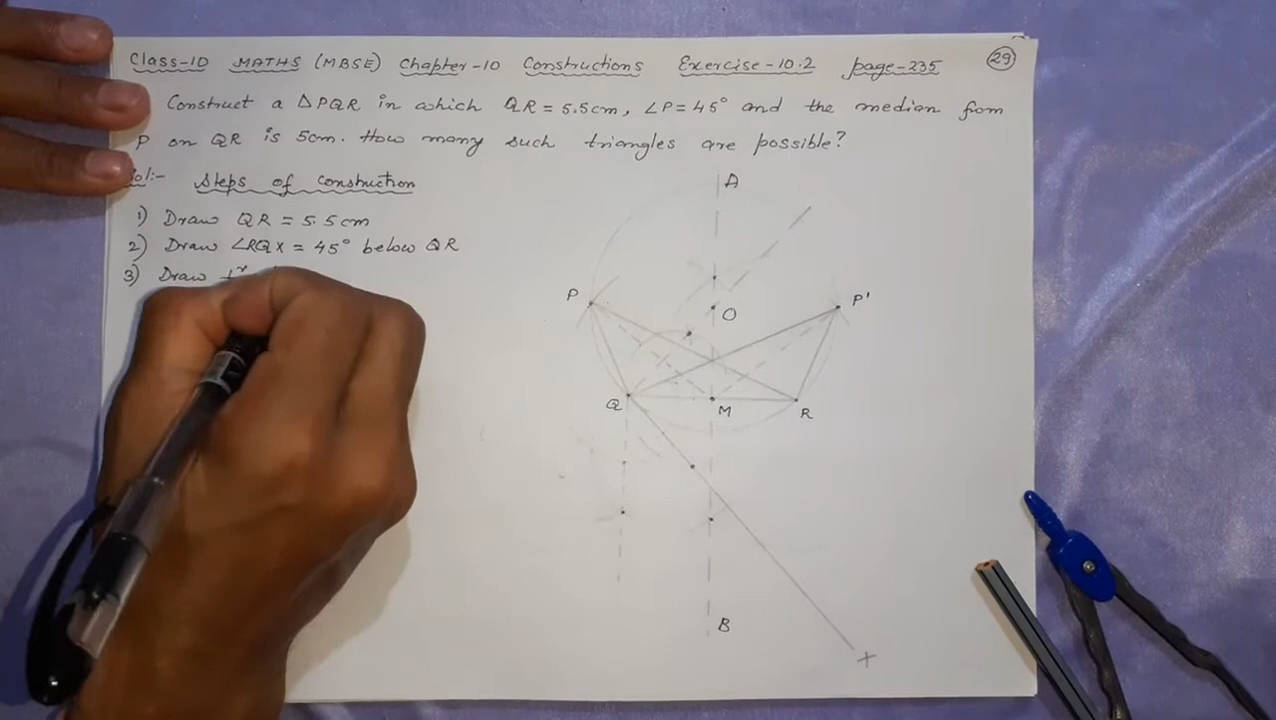 Class-10 MATHS (MBSE) Chapter-10 Constructions Exercise-10.2 page-235 29
Construct a ΔPQR in which QR = 5.5cm, ∠P = 45° and the median from
P on QR is 5cm. How many such triangles are possible?
Sol:- Steps of construction
1) Draw QR = 5.5cm
2) Draw ∠RQX = 45° below QR
3) Draw ⊥r
A
P
O
P'
Q
M
R
B
X